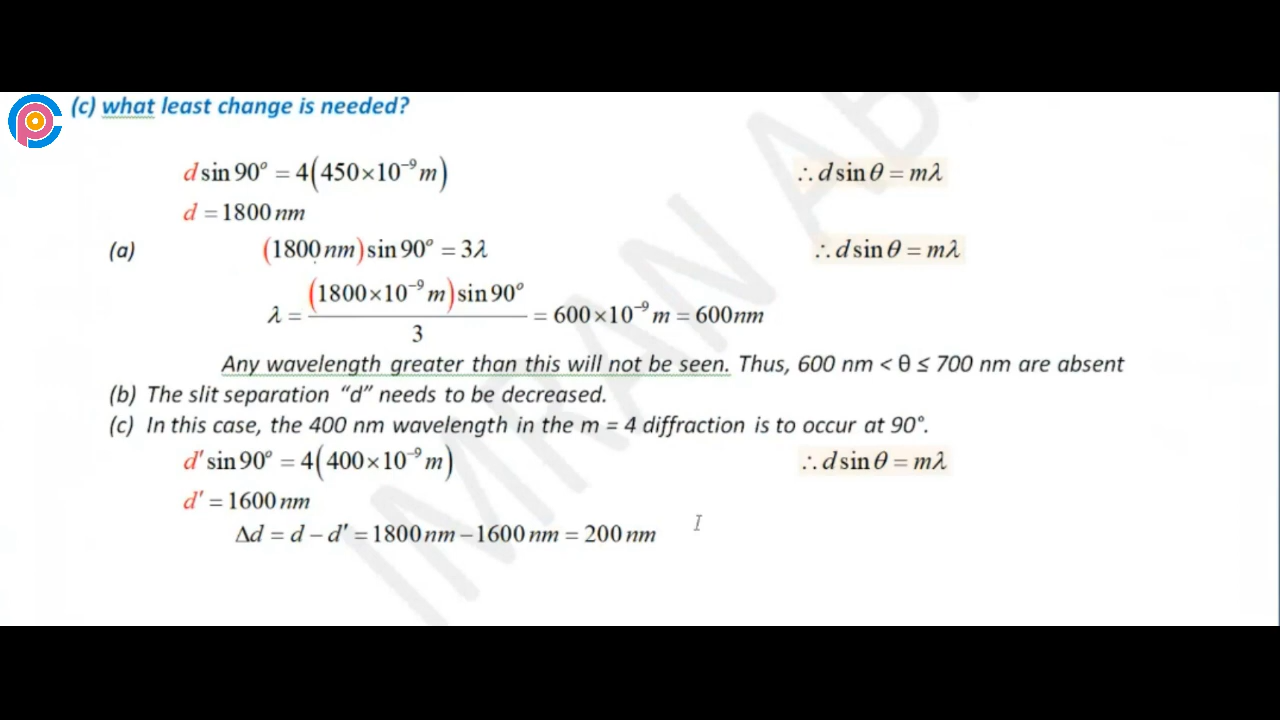 (c) what least change is needed?
d sin 90° = 4(450×10⁻⁹ m) ∴ d sin θ = mλ
d = 1800 nm
(a) (1800 nm) sin 90° = 3λ ∴ d sin θ = mλ
λ = (1800×10⁻⁹ m) sin 90° / 3 = 600×10⁻⁹ m = 600nm
Any wavelength greater than this will not be seen. Thus, 600 nm < θ ≤ 700 nm are absent
(b) The slit separation “d” needs to be decreased.
(c) In this case, the 400 nm wavelength in the m = 4 diffraction is to occur at 90°.
d' sin 90° = 4(400×10⁻⁹ m) ∴ d sin θ = mλ
d' = 1600 nm
Δd = d – d' = 1800 nm – 1600 nm = 200 nm